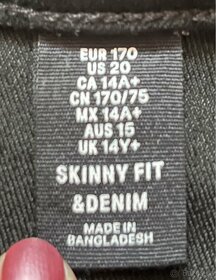 EUR 170
US 20
CA 14A+
CN 170/75
MX 14A+
AUS 15
UK 14Y+
SKINNY FIT
&DENIM
MADE IN
BANGLADESH